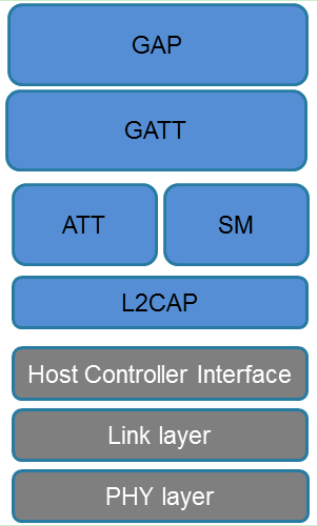 GAP
GATT
ATT
SM
L2CAP
Host Controller Interface
Link layer
PHY layer